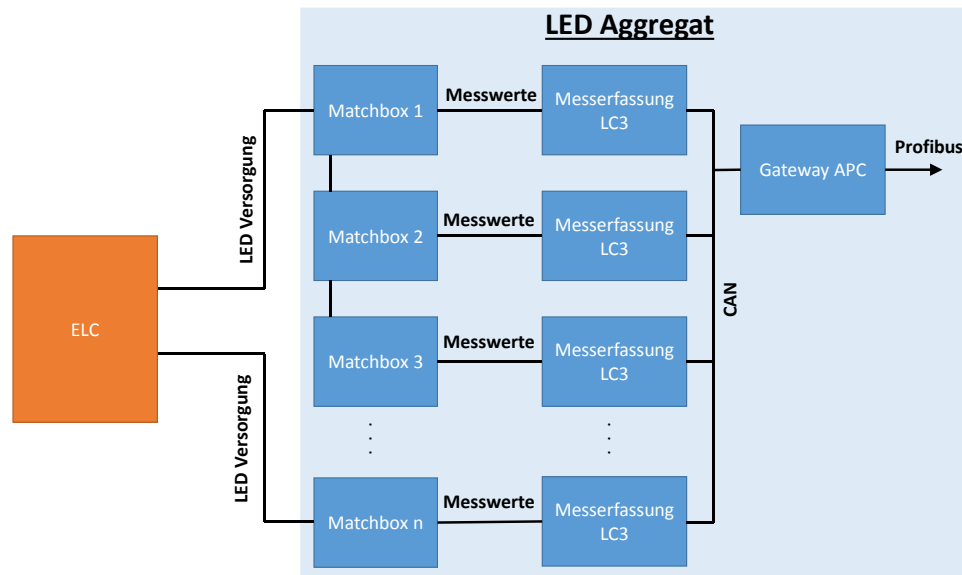 LED Aggregat
Matchbox 1
Messwerte
Messerfassung
LC3
LED Versorgung
Gateway APC
Profibus
Matchbox 2
Messwerte
Messerfassung
LC3
ELC
CAN
Matchbox 3
Messwerte
Messerfassung
LC3
LED Versorgung
Matchbox n
Messwerte
Messerfassung
LC3